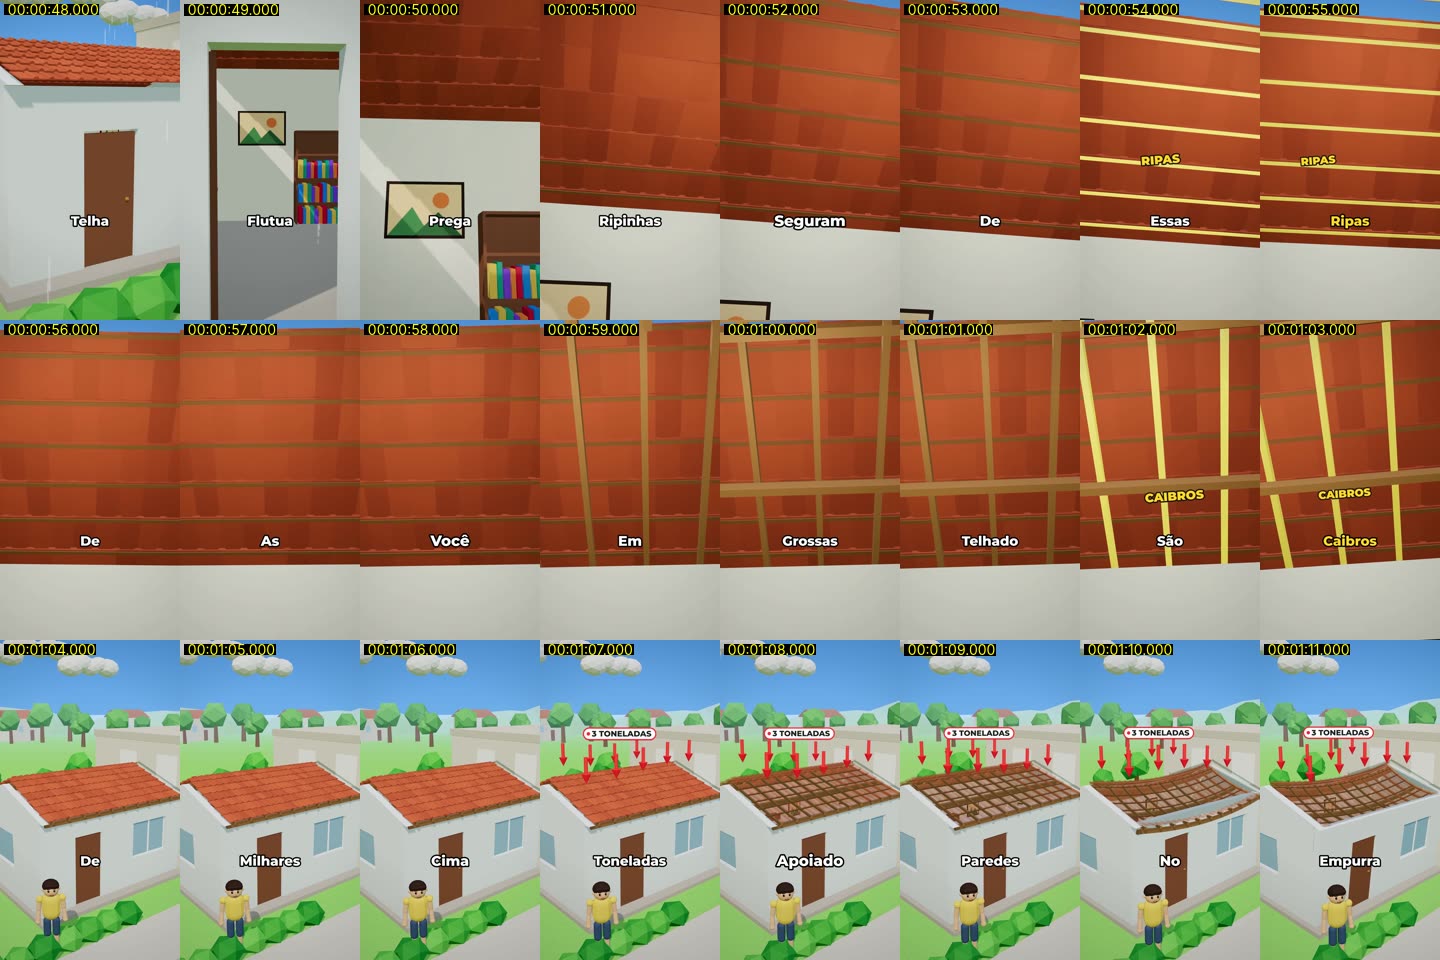 00:00:48.000
Telha
00:00:49.000
Flutua
00:00:50.000
Prega
00:00:51.000
Ripinhas
00:00:52.000
Seguram
00:00:53.000
De
00:00:54.000
RIPAS
Essas
00:00:55.000
RIPAS
Ripas
00:00:56.000
De
00:00:57.000
As
00:00:58.000
Você
00:00:59.000
Em
00:01:00.000
Grossas
00:01:01.000
Telhado
00:01:02.000
CAIBROS
São
00:01:03.000
CAIBROS
Caibros
00:01:04.000
De
00:01:05.000
Milhares
00:01:06.000
Cima
00:01:07.000
3 TONELADAS
Toneladas
00:01:08.000
3 TONELADAS
Apoiado
00:01:09.000
3 TONELADAS
Paredes
00:01:10.000
3 TONELADAS
No
00:01:11.000
3 TONELADAS
Empurra